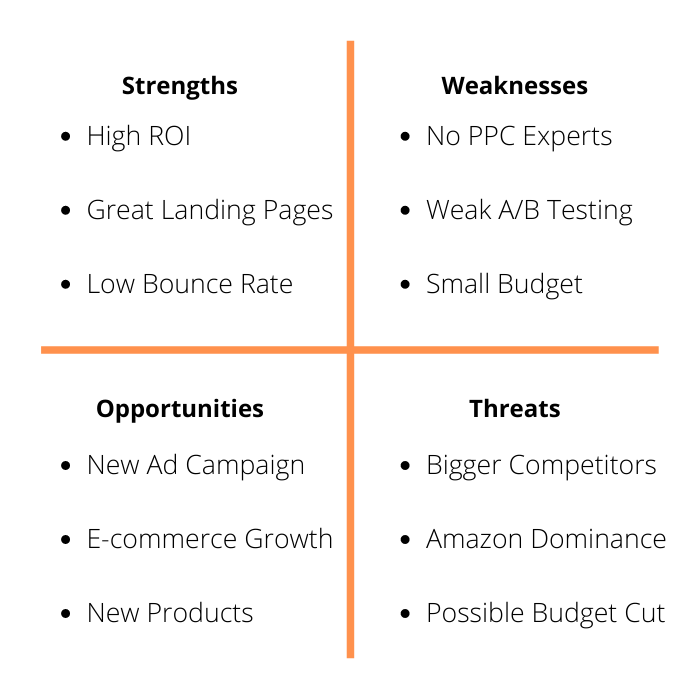 Strengths
• High ROI
• Great Landing Pages
• Low Bounce Rate
Weaknesses
• No PPC Experts
• Weak A/B Testing
• Small Budget
Opportunities
• New Ad Campaign
• E-commerce Growth
• New Products
Threats
• Bigger Competitors
• Amazon Dominance
• Possible Budget Cut